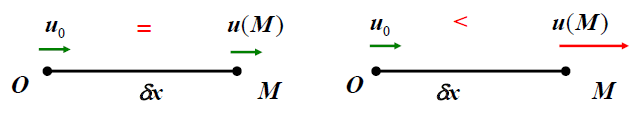 u₀ = u(M) u₀ < u(M)
O δx M O δx M